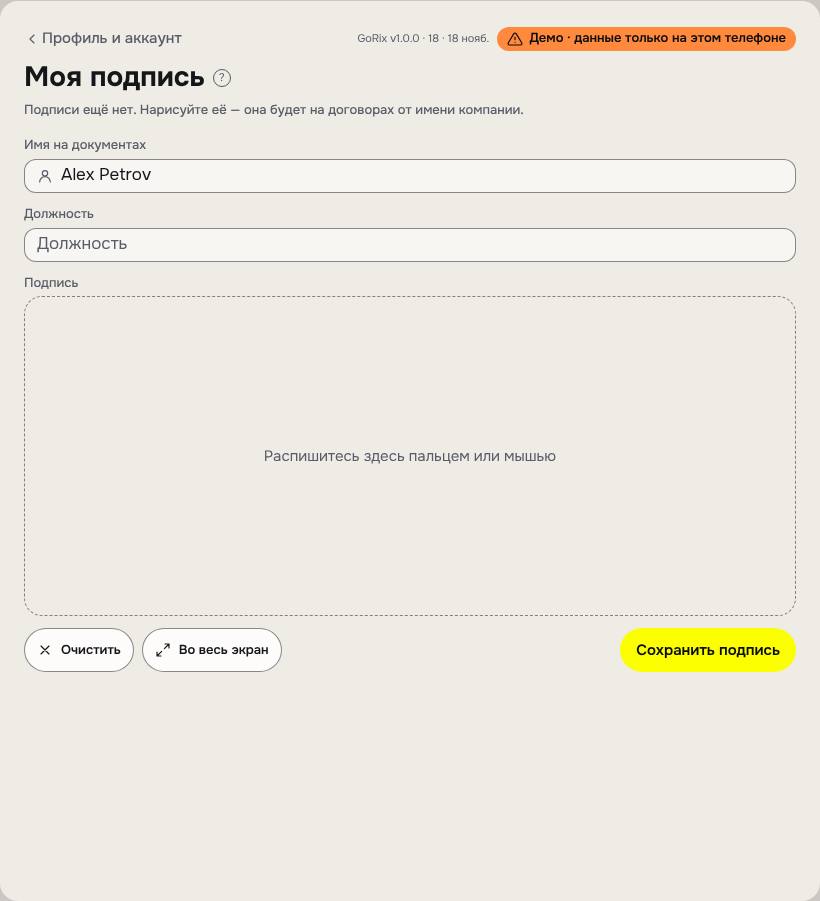 Профиль и аккаунт
GoRix v1.0.0 · 18 · 18 нояб.
Демо · данные только на этом телефоне
Моя подпись ?
Подписи ещё нет. Нарисуйте её — она будет на договорах от имени компании.
Имя на документах
Alex Petrov
Должность
Должность
Подпись
Распишитесь здесь пальцем или мышью
Очистить
Во весь экран
Сохранить подпись